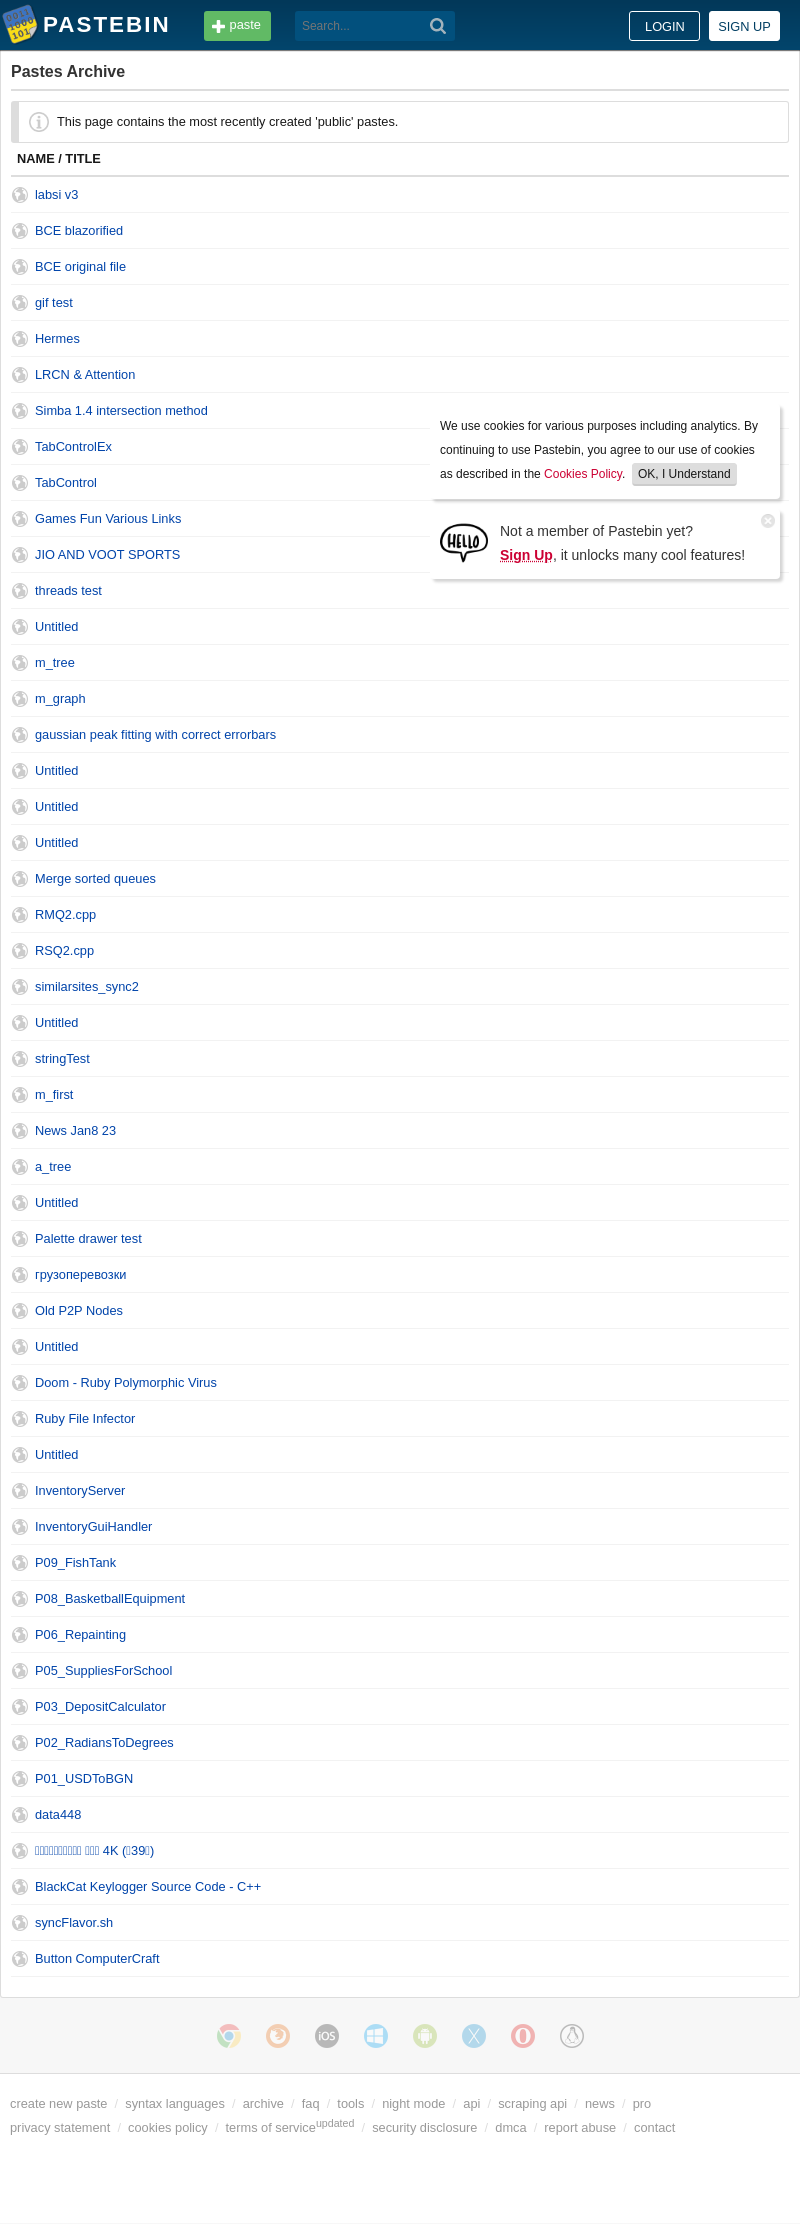 PASTEBIN
paste
Search...
LOGIN
SIGN UP
Pastes Archive
This page contains the most recently created 'public' pastes.
NAME / TITLE
labsi v3
BCE blazorified
BCE original file
gif test
Hermes
LRCN & Attention
Simba 1.4 intersection method
TabControlEx
TabControl
Games Fun Various Links
JIO AND VOOT SPORTS
threads test
We use cookies for various purposes including analytics. By
continuing to use Pastebin, you agree to our use of cookies
as described in the Cookies Policy. OK, I Understand
HELLO
Not a member of Pastebin yet?
Sign Up, it unlocks many cool features!
Untitled
m_tree
m_graph
gaussian peak fitting with correct errorbars
Untitled
Untitled
Untitled
Merge sorted queues
RMQ2.cpp
RSQ2.cpp
similarsites_sync2
Untitled
stringTest
m_first
News Jan8 23
a_tree
Untitled
Palette drawer test
грузоперевозки
Old P2P Nodes
Untitled
Doom - Ruby Polymorphic Virus
Ruby File Infector
Untitled
InventoryServer
InventoryGuiHandler
P09_FishTank
P08_BasketballEquipment
P06_Repainting
P05_SuppliesForSchool
P03_DepositCalculator
P02_RadiansToDegrees
P01_USDToBGN
data448
4K (39)
BlackCat Keylogger Source Code - C++
syncFlavor.sh
Button ComputerCraft
iOS
create new paste / syntax languages / archive / faq / tools / night mode / api / scraping api / news / pro
privacy statement / cookies policy / terms of service updated / security disclosure / dmca / report abuse / contact